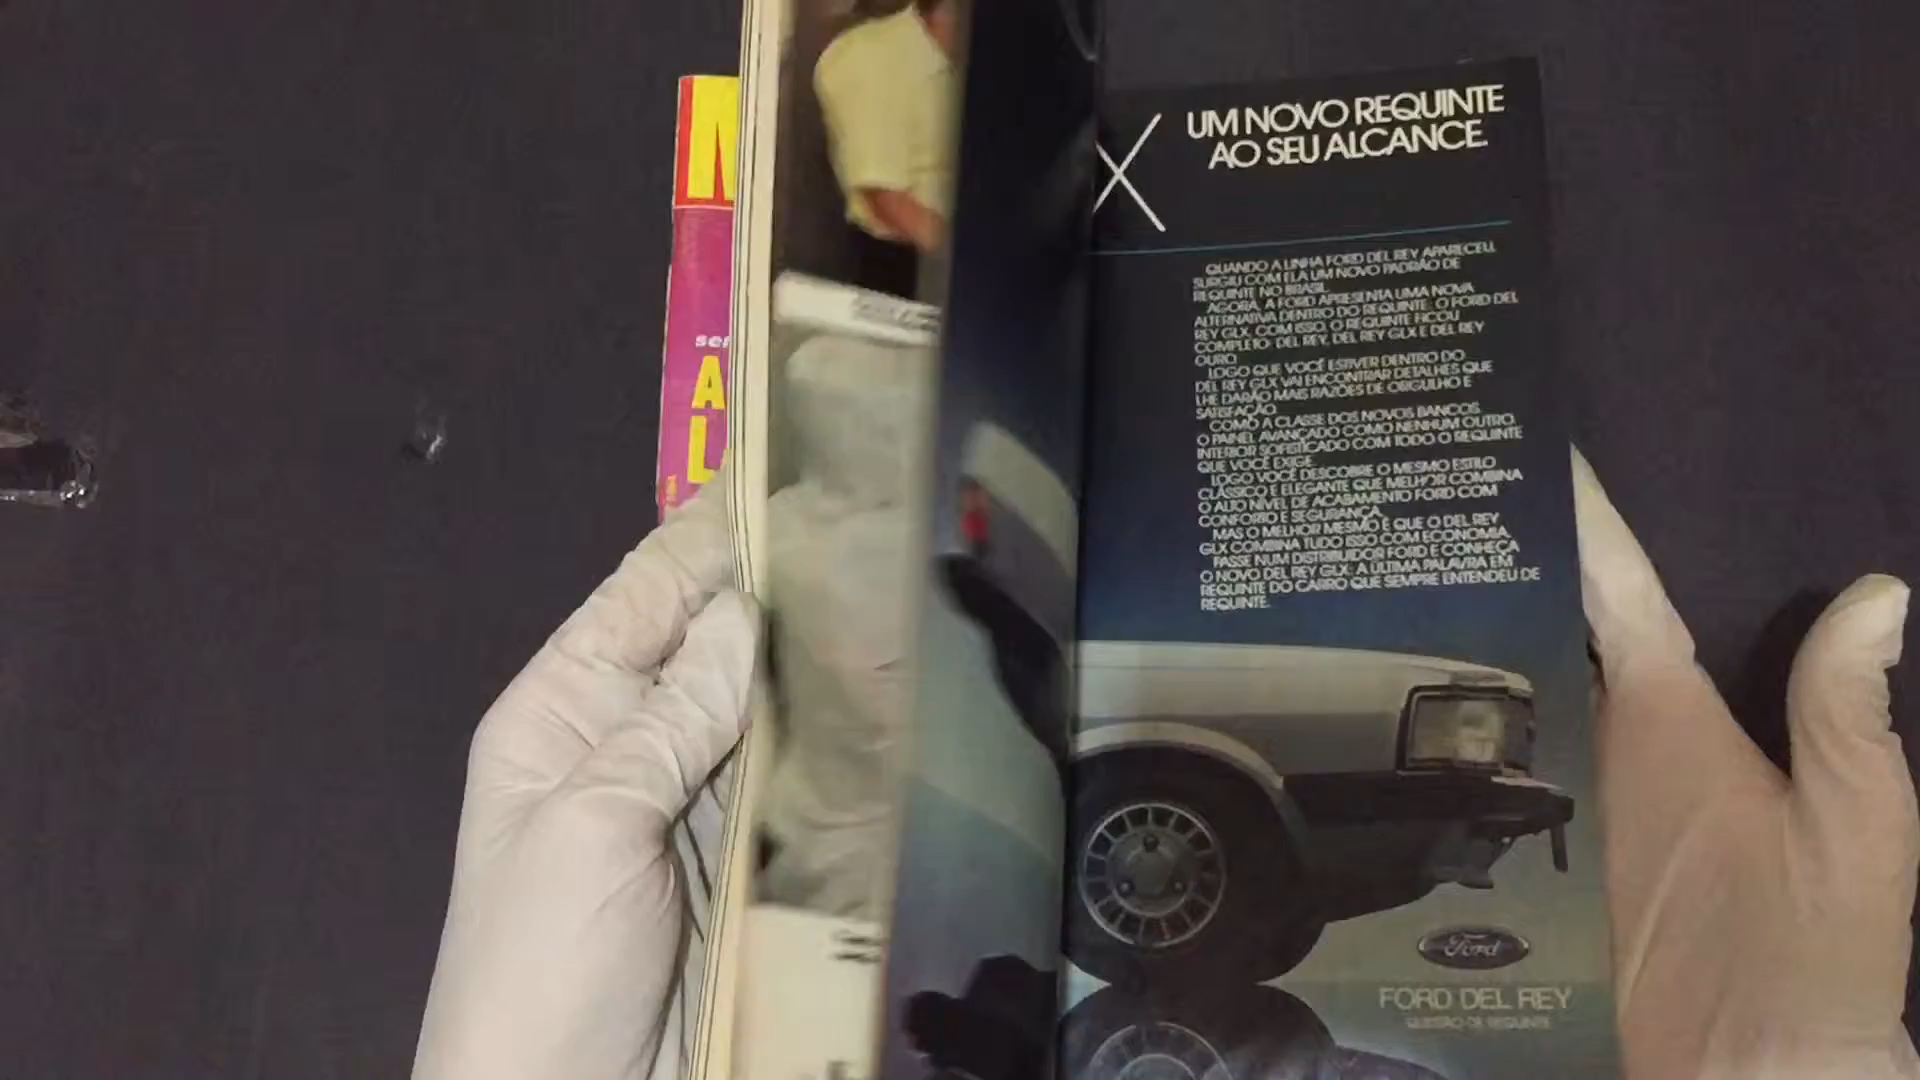 N
X
UM NOVO REQUINTE
AO SEU ALCANCE.
ser
A
L
QUANDO A LINHA FORD DEL REY APARECEU,
SURGIU COM ELA UM NOVO PADRÃO DE
REQUINTE NO BRASIL.
AGORA, A FORD APRESENTA UMA NOVA
ALTERNATIVA DENTRO DO REQUINTE: O FORD DEL
REY GLX. COM ISSO, O REQUINTE FICOU
COMPLETO: DEL REY, DEL REY GLX E DEL REY
OURO.
LOGO QUE VOCÊ ESTIVER DENTRO DO
DEL REY GLX VAI ENCONTRAR DETALHES QUE
LHE DARÃO MAIS RAZÕES DE ORGULHO E
SATISFAÇÃO.
COMO A CLASSE DOS NOVOS BANCOS.
O PAINEL AVANÇADO COMO NENHUM OUTRO.
INTERIOR SOFISTICADO COM TODO O REQUINTE
QUE VOCÊ EXIGE.
LOGO VOCÊ DESCOBRE O MESMO ESTILO
CLÁSSICO E ELEGANTE QUE MELHOR COMBINA
O ALTO NÍVEL DE ACABAMENTO FORD COM
CONFORTO E SEGURANÇA.
MAS O MELHOR MESMO É QUE O DEL REY
GLX COMBINA TUDO ISSO COM ECONOMIA.
PASSE NUM DISTRIBUIDOR FORD E CONHEÇA
O NOVO DEL REY GLX. A ÚLTIMA PALAVRA EM
REQUINTE DO CARRO QUE SEMPRE ENTENDEU DE
REQUINTE.
Ford
FORD DEL REY
QUESTÃO DE REQUINTE